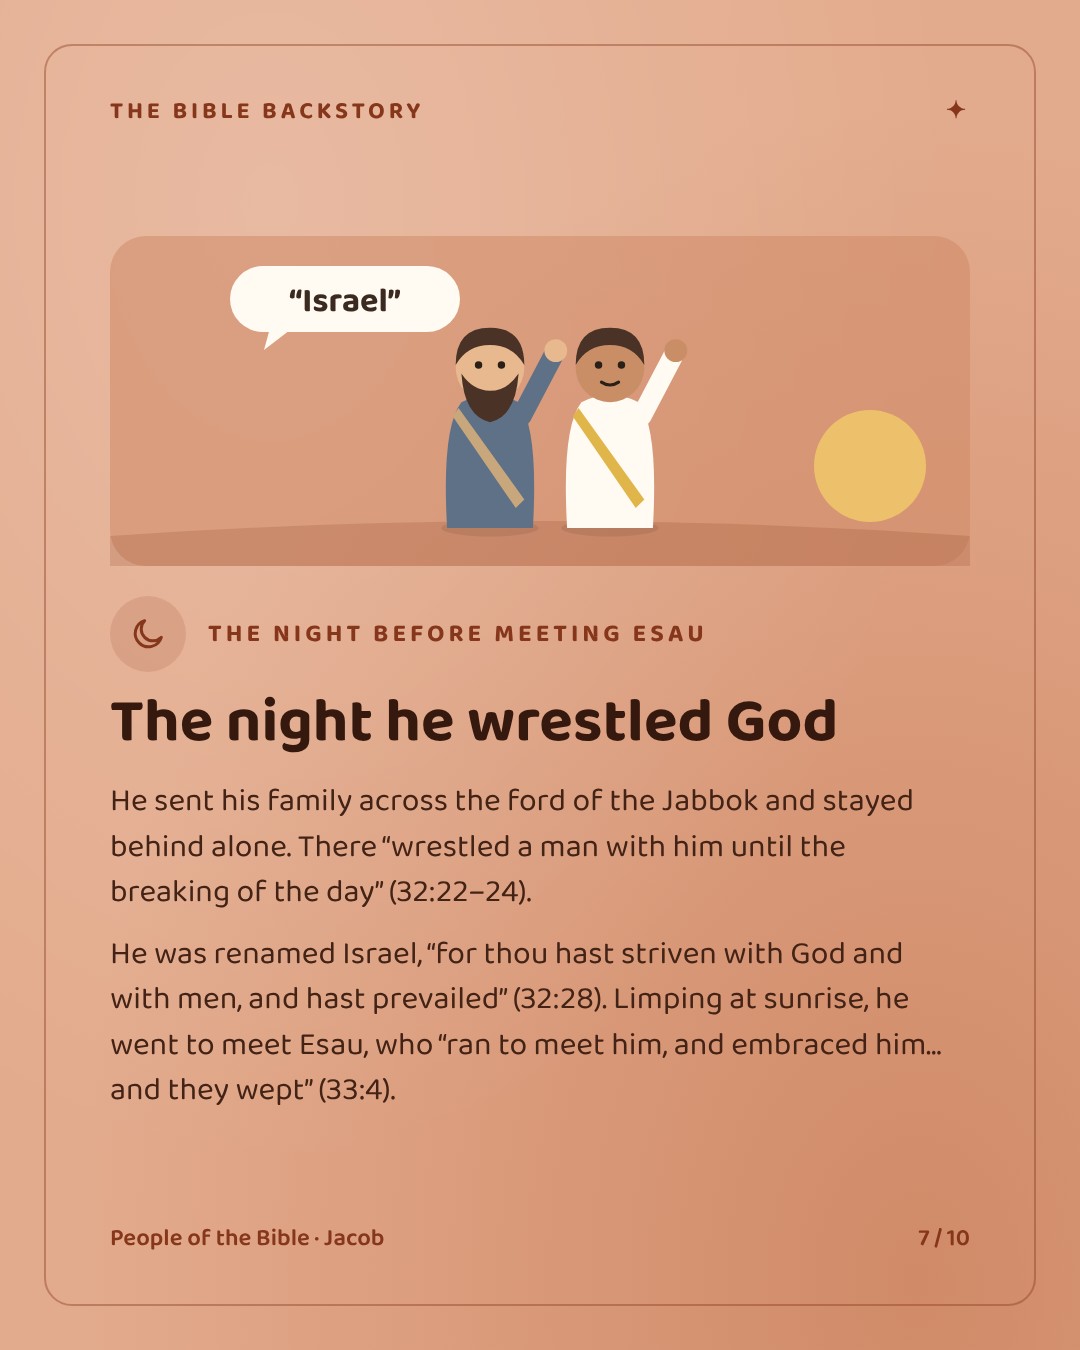 THE BIBLE BACKSTORY
“Israel”
THE NIGHT BEFORE MEETING ESAU
The night he wrestled God
He sent his family across the ford of the Jabbok and stayed
behind alone. There “wrestled a man with him until the
breaking of the day” (32:22–24).
He was renamed Israel, “for thou hast striven with God and
with men, and hast prevailed” (32:28). Limping at sunrise, he
went to meet Esau, who “ran to meet him, and embraced him…
and they wept” (33:4).
People of the Bible · Jacob
7 / 10